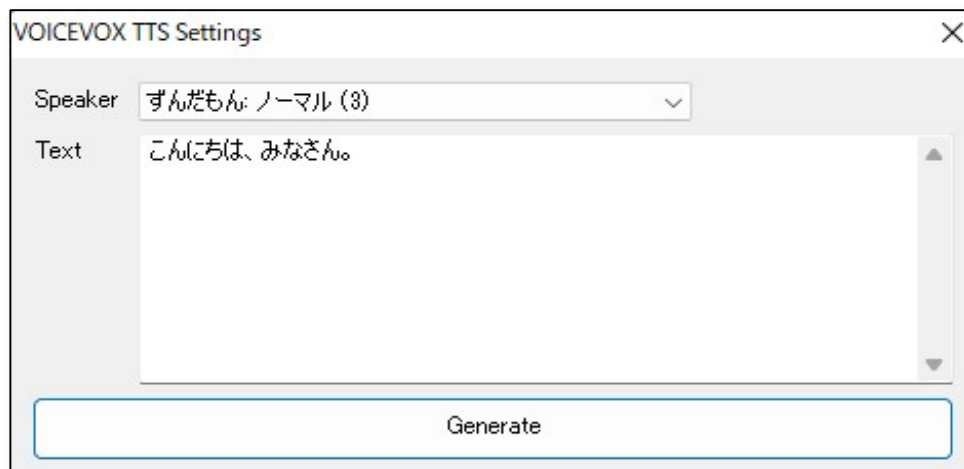 VOICEVOX TTS Settings
Speaker ずんだもん: ノーマル (3)
Text こんにちは、みなさん。
Generate